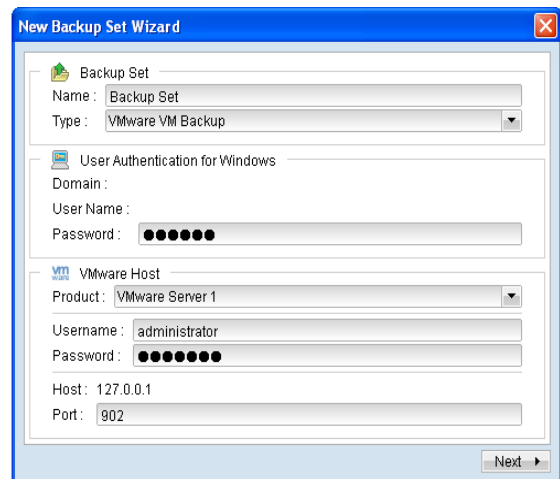 New Backup Set Wizard
Backup Set
Name : Backup Set
Type : VMware VM Backup
User Authentication for Windows
Domain :
User Name :
Password : ●●●●●●
vm ware VMware Host
Product : VMware Server 1
Username : administrator
Password : ●●●●●●●
Host : 127.0.0.1
Port : 902
Next